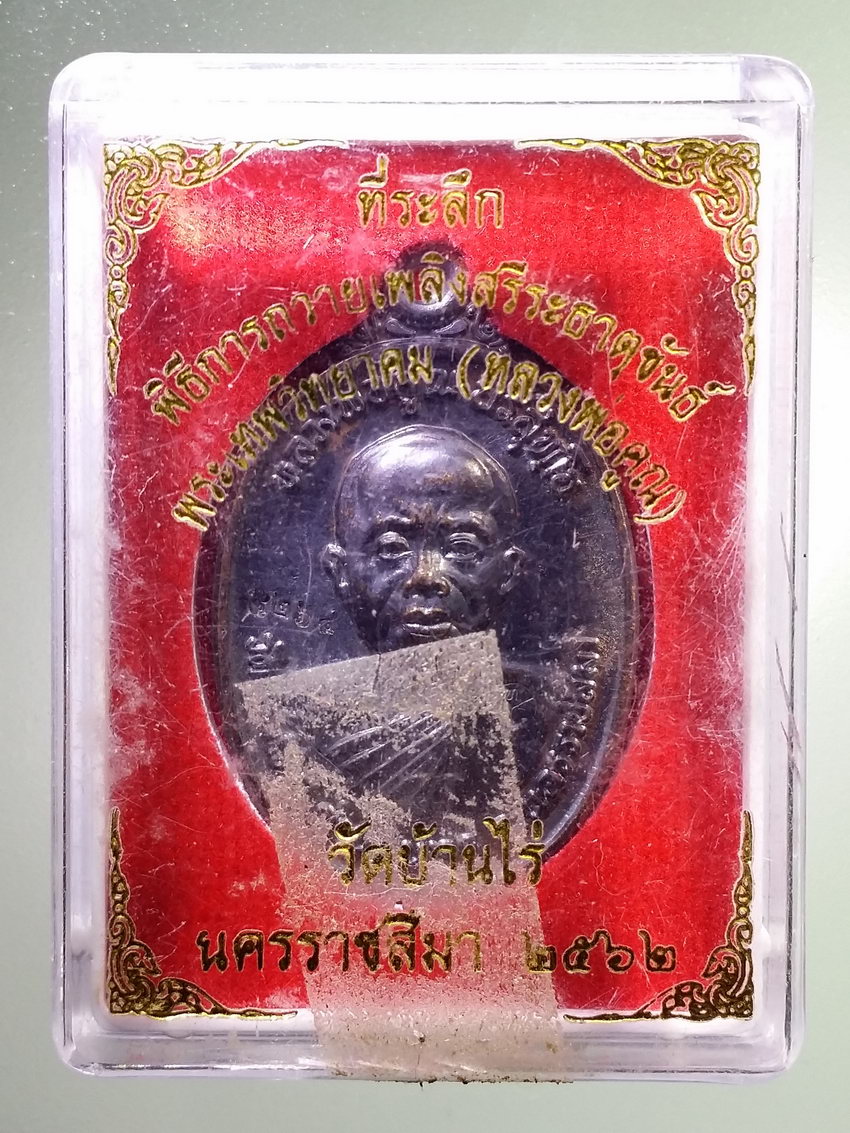 ที่ระลึก
พิธีการถวายเพลิงสรีระธาตุขันธ์
พระเทพวิทยาคม (หลวงพ่อคูณ)
วัดบ้านไร่
นครราชสีมา ๒๕๖๒